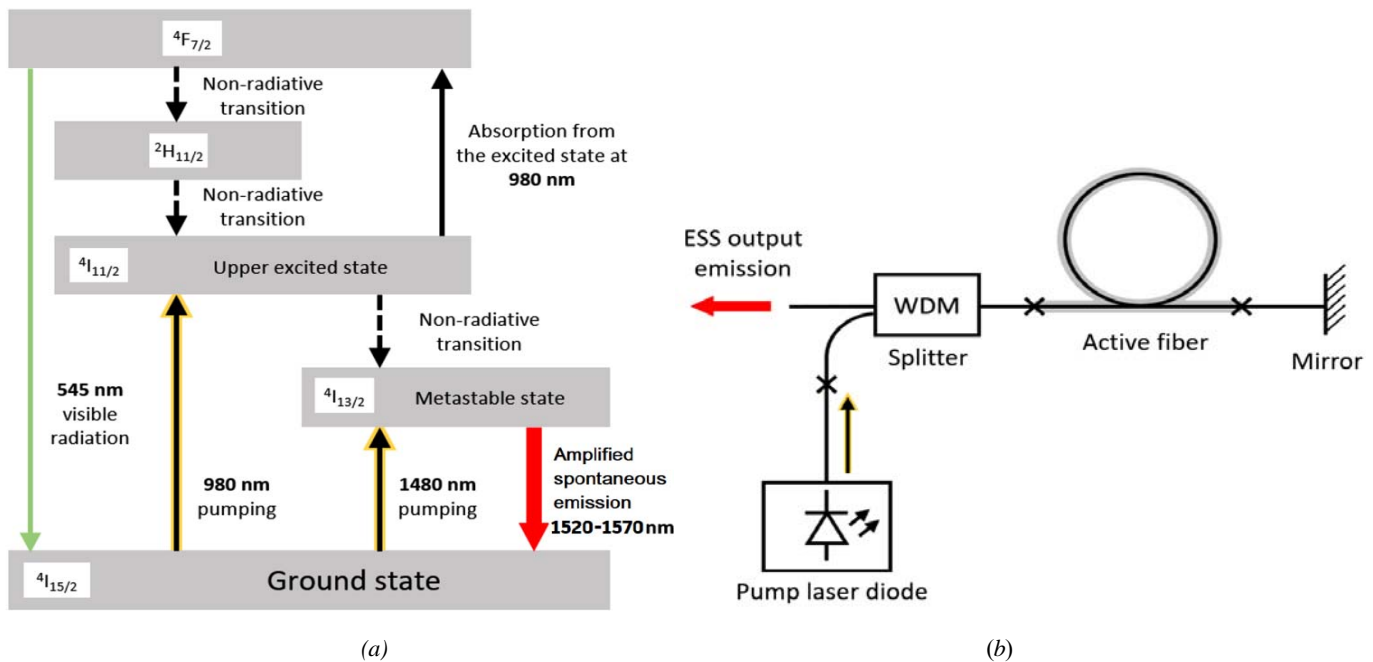 ⁴F₇/₂
Non-radiative
transition
²H₁₁/₂
Absorption from
the excited state at
980 nm
Non-radiative
transition
⁴I₁₁/₂
Upper excited state
Non-radiative
transition
545 nm
visible
radiation
⁴I₁₃/₂
Metastable state
980 nm
pumping
1480 nm
pumping
Amplified
spontaneous
emission
1520-1570 nm
⁴I₁₅/₂
Ground state
(a)
ESS output
emission
WDM
Splitter
Active fiber
Mirror
Pump laser diode
(b)